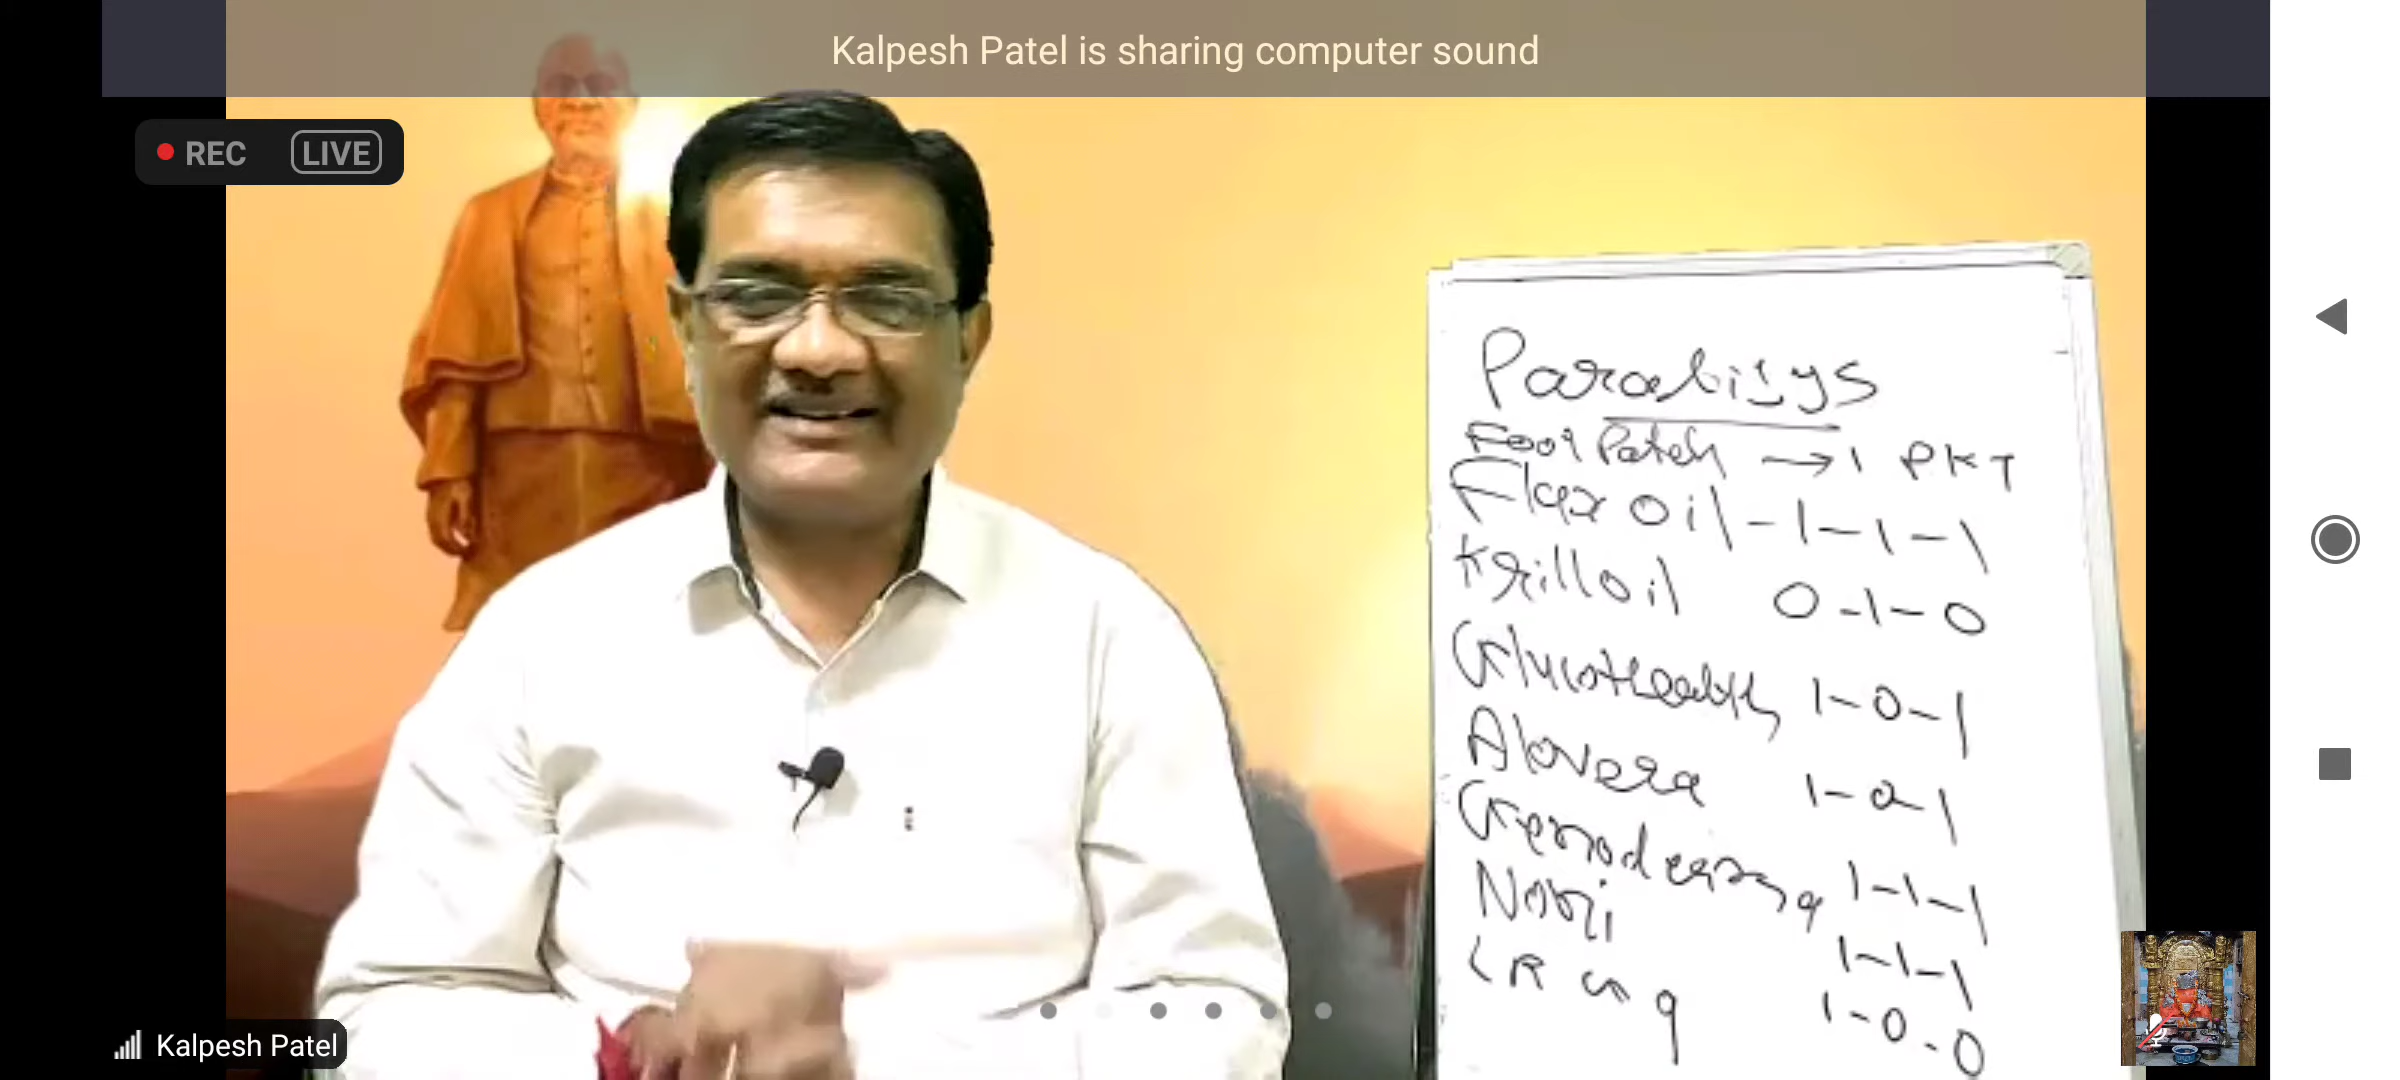 Kalpesh Patel is sharing computer sound
REC LIVE
Paralisys
Foot Patch → 1 PKT
Flax Oil - 1 - 1 - 1
Krill Oil 0 - 1 - 0
GlucoHealth 1 - 0 - 1
Alovera 1 - 0 - 1
1 - 1 - 1
Noni 1 - 1 - 1
1 - 0 - 0
Kalpesh Patel